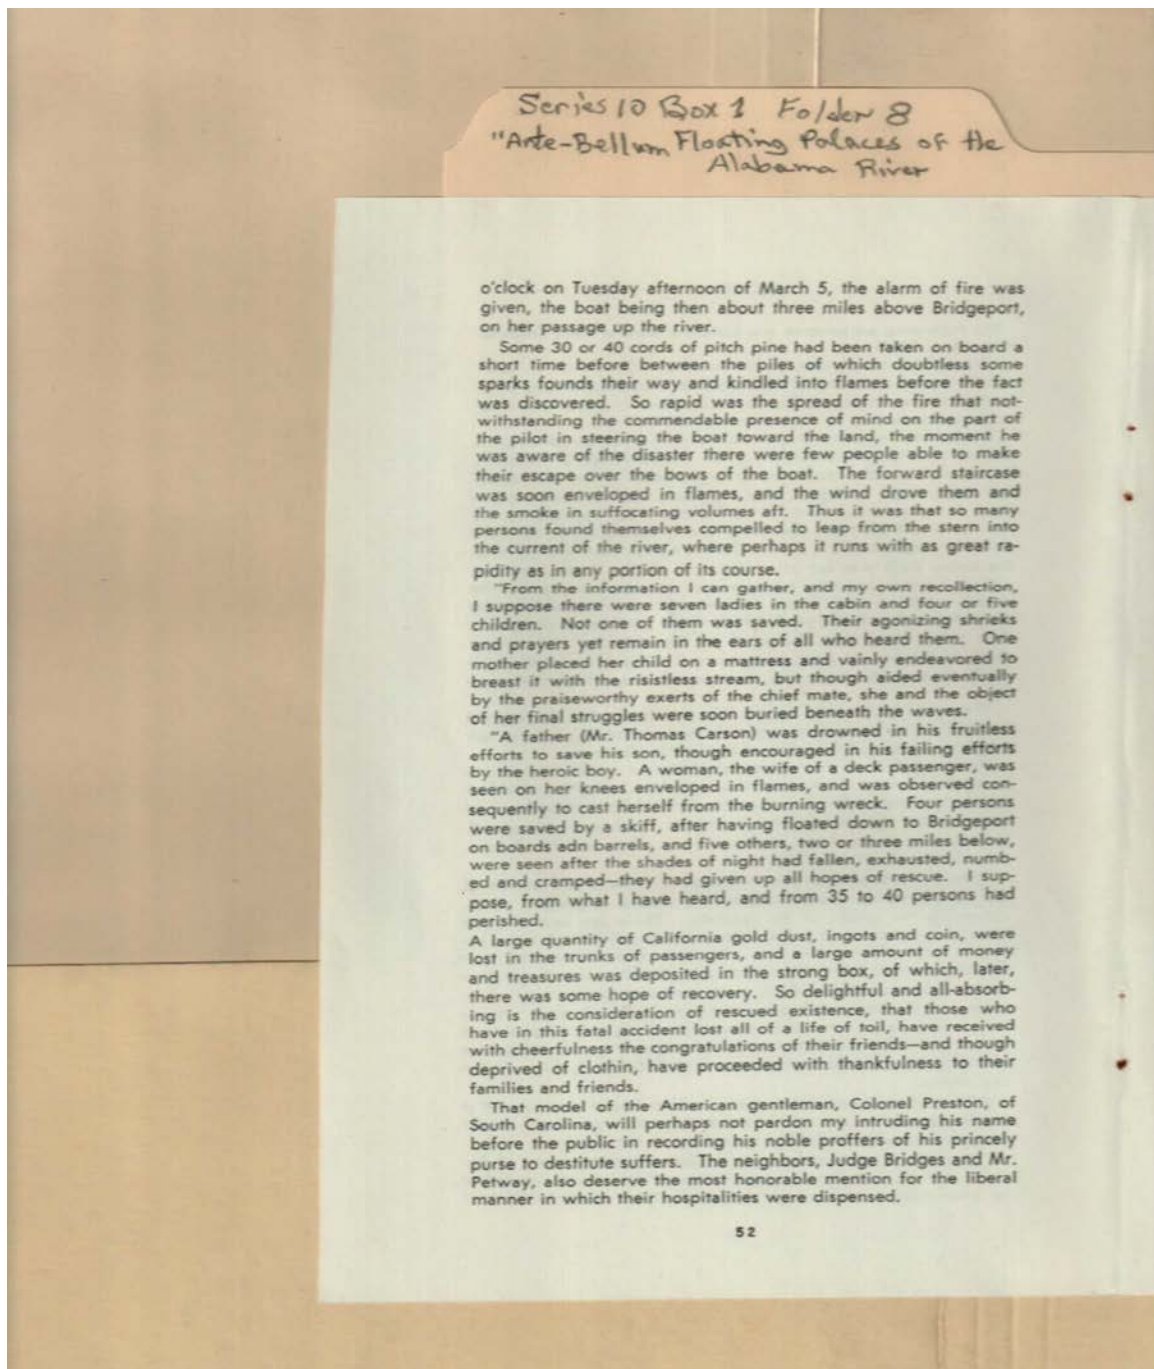 Series 10 Box 1 Folder 8
"Ante-Bellum Floating Palaces of the
Alabama River
o'clock on Tuesday afternoon of March 5, the alarm of fire was
given, the boat being then about three miles above Bridgeport,
on her passage up the river.
Some 30 or 40 cords of pitch pine had been taken on board a
short time before between the piles of which doubtless some
sparks founds their way and kindled into flames before the fact
was discovered. So rapid was the spread of the fire that not-
withstanding the commendable presence of mind on the part of
the pilot in steering the boat toward the land, the moment he
was aware of the disaster there were few people able to make
their escape over the bows of the boat. The forward staircase
was soon enveloped in flames, and the wind drove them and
the smoke in suffocating volumes aft. Thus it was that so many
persons found themselves compelled to leap from the stern into
the current of the river, where perhaps it runs with as great ra-
pidity as in any portion of its course.
"From the information I can gather, and my own recollection,
I suppose there were seven ladies in the cabin and four or five
children. Not one of them was saved. Their agonizing shrieks
and prayers yet remain in the ears of all who heard them. One
mother placed her child on a mattress and vainly endeavored to
breast it with the risistless stream, but though aided eventually
by the praiseworthy exerts of the chief mate, she and the object
of her final struggles were soon buried beneath the waves.
"A father (Mr. Thomas Carson) was drowned in his fruitless
efforts to save his son, though encouraged in his failing efforts
by the heroic boy. A woman, the wife of a deck passenger, was
seen on her knees enveloped in flames, and was observed con-
sequently to cast herself from the burning wreck. Four persons
were saved by a skiff, after having floated down to Bridgeport
on boards adn barrels, and five others, two or three miles below,
were seen after the shades of night had fallen, exhausted, numb-
ed and cramped—they had given up all hopes of rescue. I sup-
pose, from what I have heard, and from 35 to 40 persons had
perished.
A large quantity of California gold dust, ingots and coin, were
lost in the trunks of passengers, and a large amount of money
and treasures was deposited in the strong box, of which, later,
there was some hope of recovery. So delightful and all-absorb-
ing is the consideration of rescued existence, that those who
have in this fatal accident lost all of a life of toil, have received
with cheerfulness the congratulations of their friends—and though
deprived of clothin, have proceeded with thankfulness to their
families and friends.
That model of the American gentleman, Colonel Preston, of
South Carolina, will perhaps not pardon my intruding his name
before the public in recording his noble proffers of his princely
purse to destitute suffers. The neighbors, Judge Bridges and Mr.
Petway, also deserve the most honorable mention for the liberal
manner in which their hospitalities were dispensed.
52